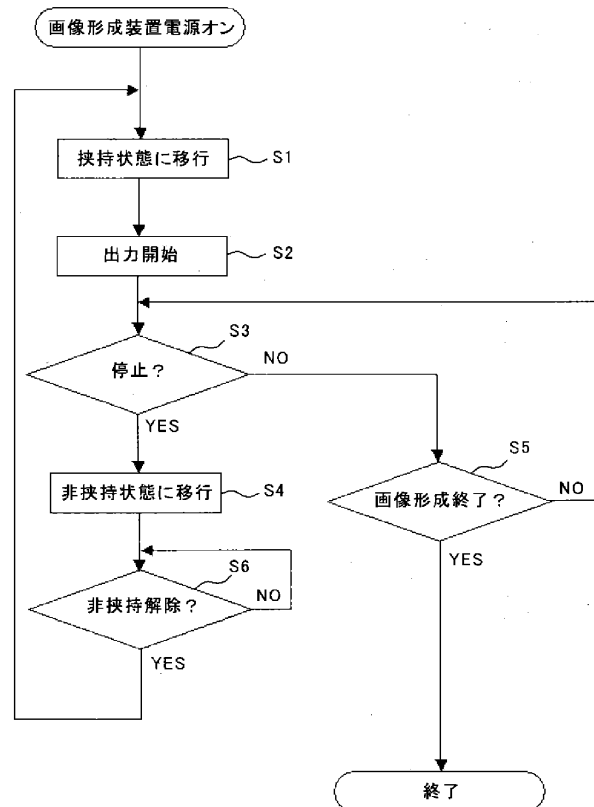 画像形成装置電源オン
挟持状態に移行
S1
出力開始
S2
S3
停止？
NO
YES
非挟持状態に移行
S4
S5
画像形成終了？
NO
YES
S6
非挟持解除？
NO
YES
終了